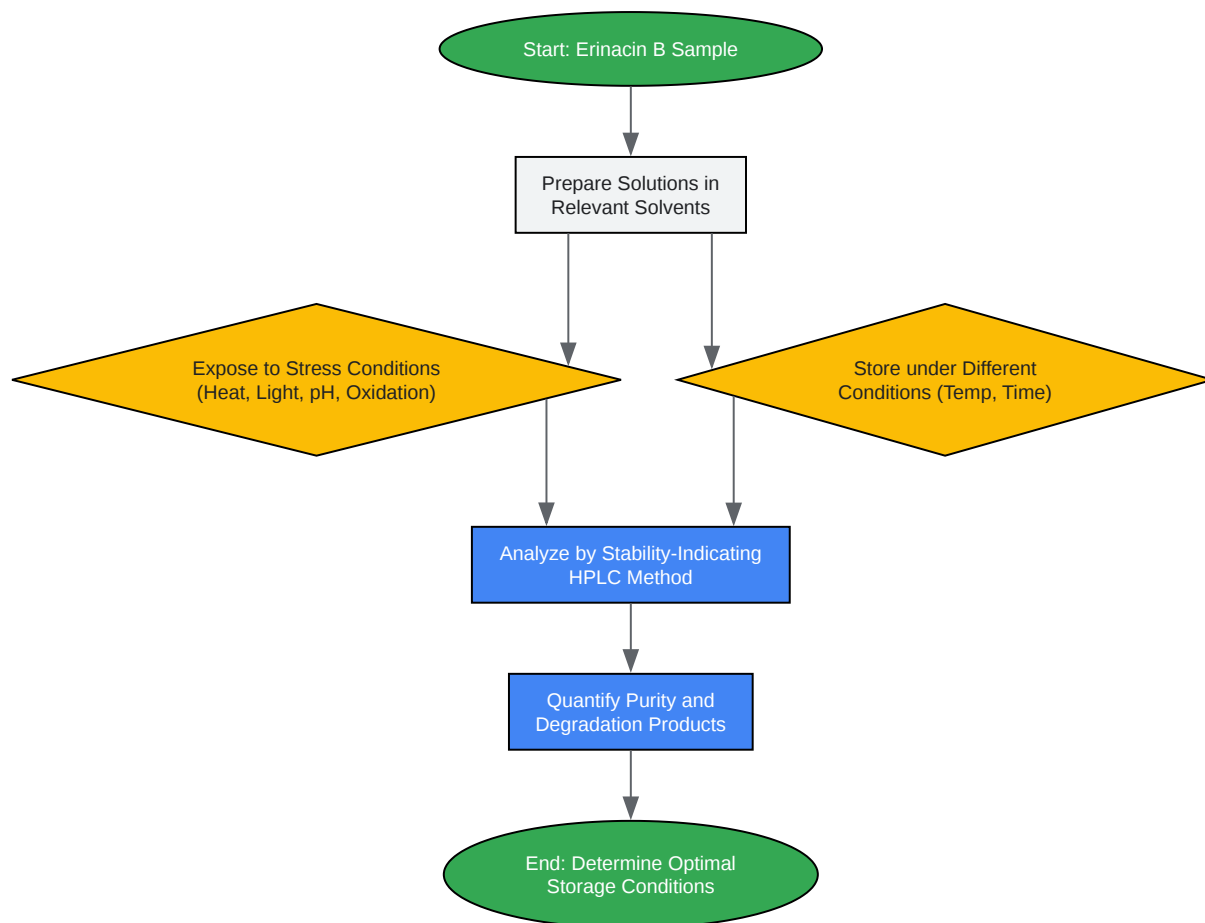 Start: Erinacin B Sample
Prepare Solutions in
Relevant Solvents
Expose to Stress Conditions
(Heat, Light, pH, Oxidation)
Store under Different
Conditions (Temp, Time)
Analyze by Stability-Indicating
HPLC Method
Quantify Purity and
Degradation Products
End: Determine Optimal
Storage Conditions